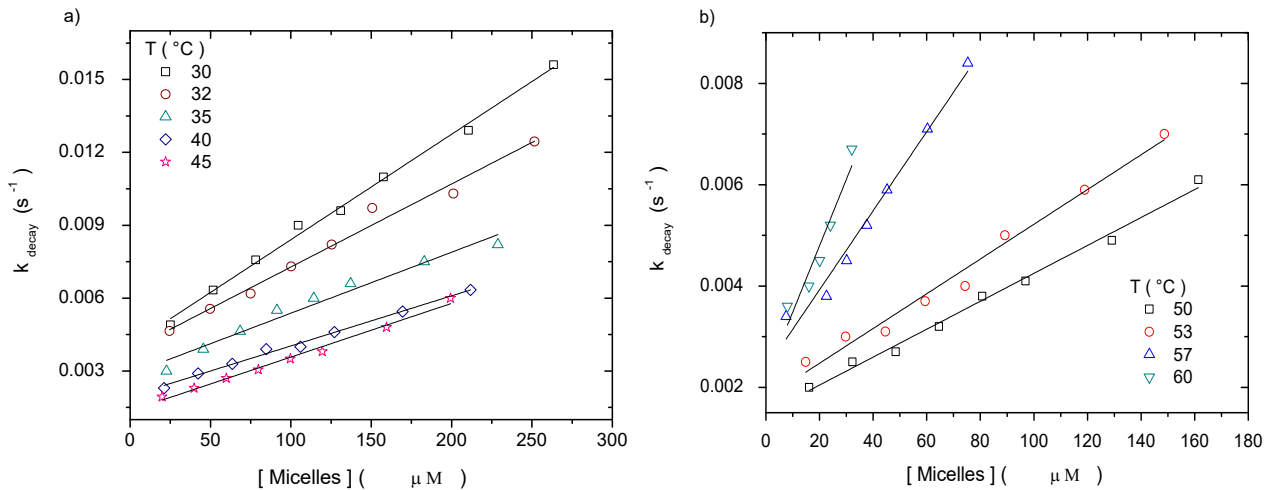 a)
T ( °C )
30
32
35
40
45
0.015
0.012
0.009
0.006
0.003
k decay (s -1 )
0 50 100 150 200 250 300
[ Micelles ] ( μ M )
b)
0.008
0.006
0.004
0.002
k decay (s -1 )
T ( °C )
50
53
57
60
0 20 40 60 80 100 120 140 160 180
[ Micelles ] ( μ M )